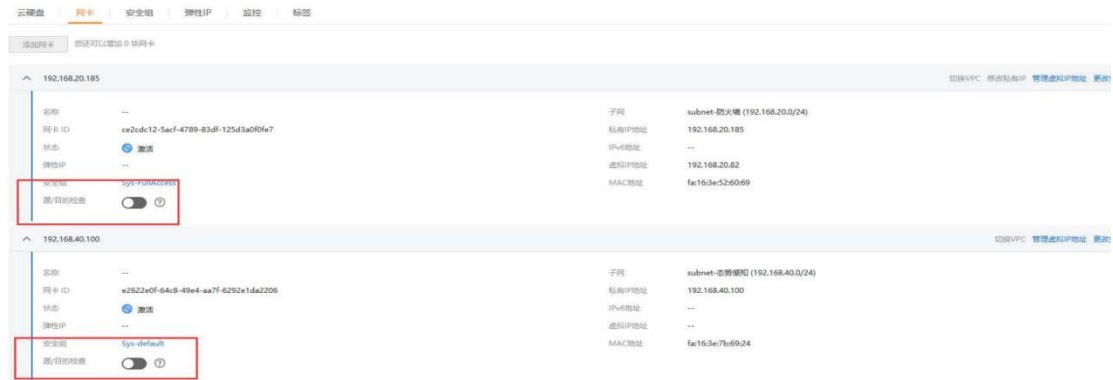 云硬盘 网卡 安全组 弹性IP 监控 标签
添加网卡 您还可以增加 0 块网卡
192.168.20.185 切换VPC 修改私有IP 管理虚拟IP地址 更改安
名称 -- 子网 subnet-防火墙 (192.168.20.0/24)
网卡 ID ce2cdc12-5acf-4789-83df-125d3a0f0fe7 私有IP地址 192.168.20.185
状态 激活 IPv6地址 --
弹性IP -- 虚拟IP地址 192.168.20.82
安全组 Sys-FullAccess MAC地址 fa:16:3e:52:60:69
源/目的检查
192.168.40.100 切换VPC 管理虚拟IP地址 更改安
名称 -- 子网 subnet-态势感知 (192.168.40.0/24)
网卡 ID e2622e0f-64c8-49e4-aa7f-6292e1da2206 私有IP地址 192.168.40.100
状态 激活 IPv6地址 --
弹性IP -- 虚拟IP地址 --
安全组 Sys-default MAC地址 fa:16:3e:7b:69:24
源/目的检查